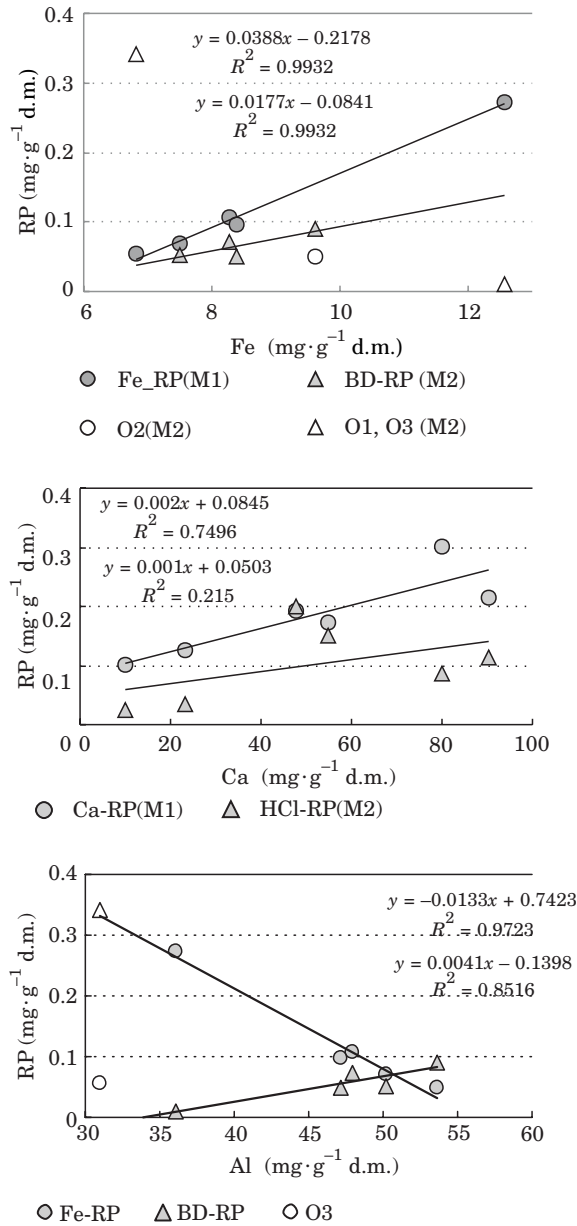 0.4
0.3
0.2
0.1
0
RP (mg·g⁻¹ d.m.)
y = 0.0388x – 0.2178
R² = 0.9932
y = 0.0177x – 0.0841
R² = 0.9932
6 8 10 12
Fe (mg·g⁻¹ d.m.)
Fe_RP(M1) BD-RP (M2)
O2(M2) O1, O3 (M2)
0.4
0.3
0.2
0.1
0
RP (mg·g⁻¹ d.m.)
y = 0.002x + 0.0845
R² = 0.7496
y = 0.001x + 0.0503
R² = 0.215
0 20 40 60 80 100
Ca (mg·g⁻¹ d.m.)
Ca-RP(M1) HCl-RP(M2)
0.4
0.3
0.2
0.1
0
RP (mg·g⁻¹ d.m.)
y = –0.0133x + 0.7423
R² = 0.9723
y = 0.0041x – 0.1398
R² = 0.8516
30 35 40 45 50 55 60
Al (mg·g⁻¹ d.m.)
Fe-RP BD-RP O3